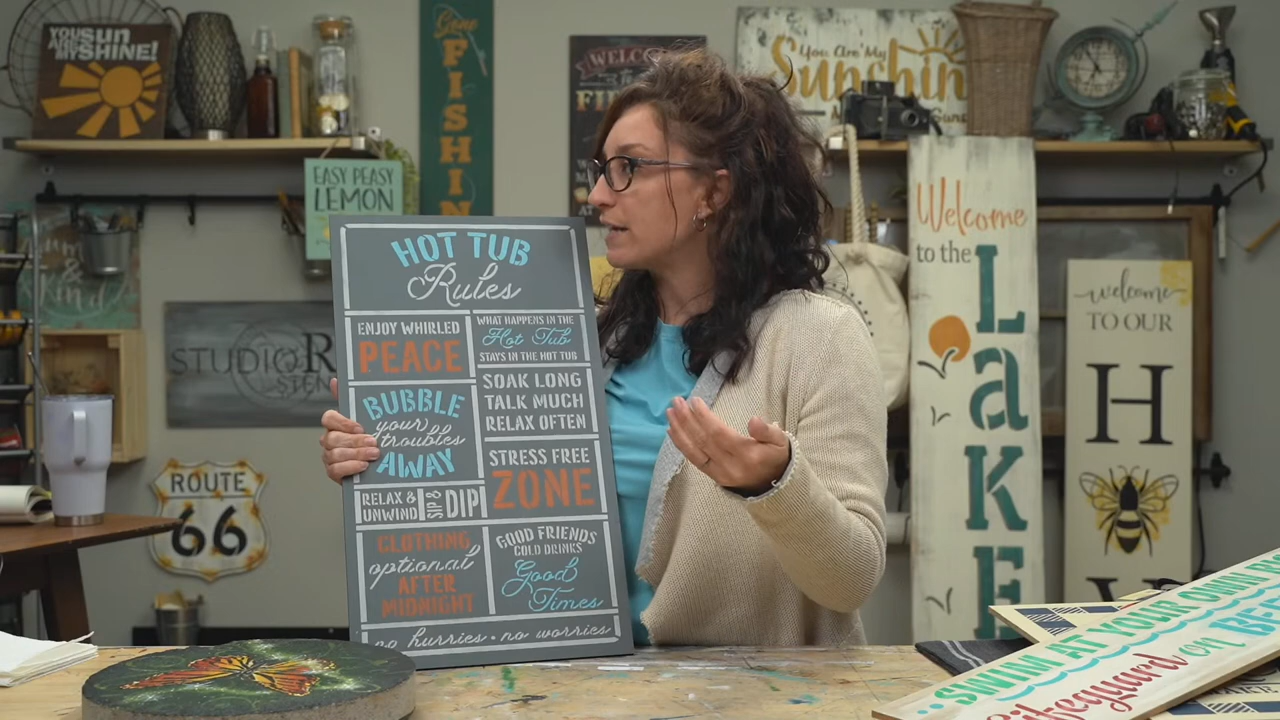 YOU ARE MY
SUN
SHINE!
Gone
FISHIN
WELCOME
You Are My
Sunshin
EASY PEASY
LEMON
Kind
STUDIO R
ROUTE
66
HOT TUB
Rules
ENJOY WHIRLED
PEACE
WHAT HAPPENS IN THE
Hot Tub
STAYS IN THE HOT TUB
BUBBLE
your
troubles
AWAY
SOAK LONG
TALK MUCH
RELAX OFTEN
STRESS FREE
ZONE
RELAX &
UNWIND
SIP &
DIP
CLOTHING
optional
AFTER
MIDNIGHT
GOOD FRIENDS
COLD DRINKS
Good
Times
no hurries • no worries
Welcome
to the
LaKE
welcome
TO OUR
H
SWIM AT YOUR OWN
Lifeguard on